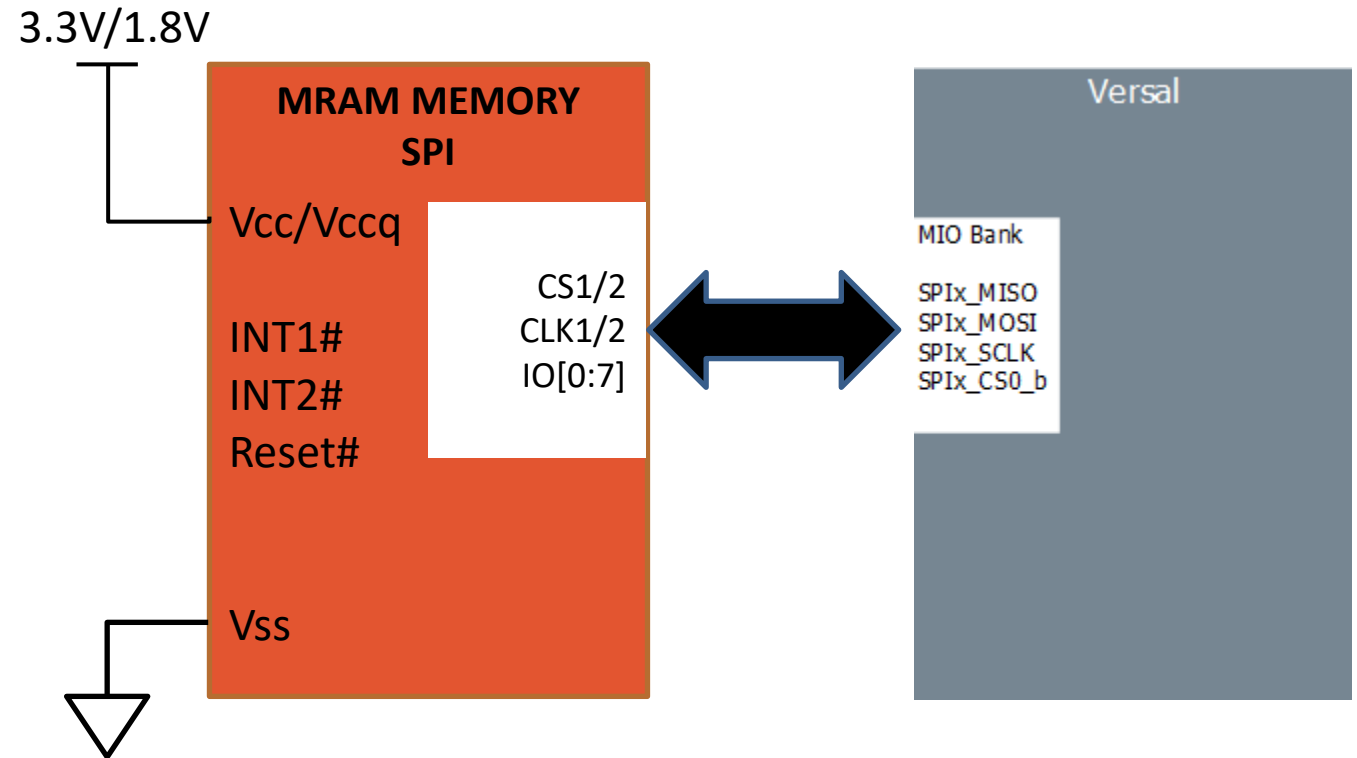 3.3V/1.8V
MRAM MEMORY
SPI
Vcc/Vccq
INT1#
INT2#
Reset#
Vss
CS1/2
CLK1/2
IO[0:7]
Versal
MIO Bank
SPIx_MISO
SPIx_MOSI
SPIx_SCLK
SPIx_CS0_b